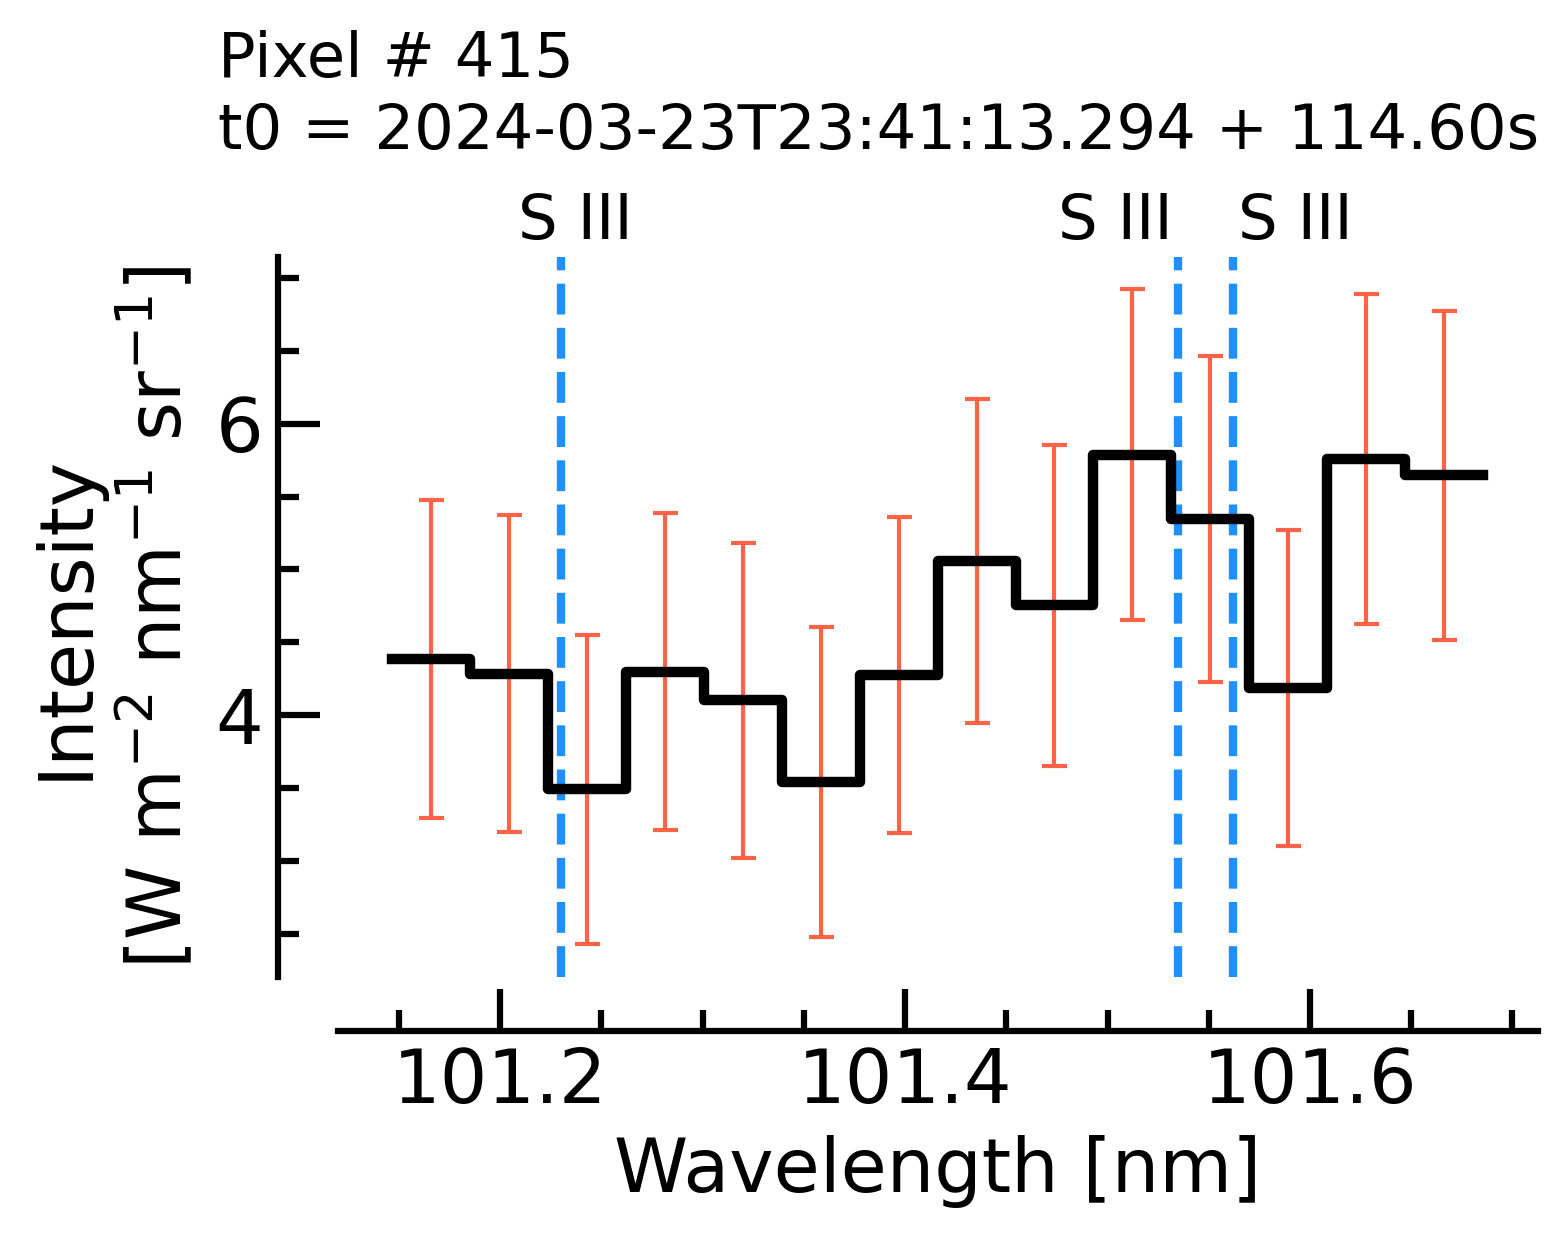 Pixel # 415
t0 = 2024-03-23T23:41:13.294 + 114.60s
S III S III S III
Intensity
[W m⁻² nm⁻¹ sr⁻¹]
6
4
101.2 101.4 101.6
Wavelength [nm]